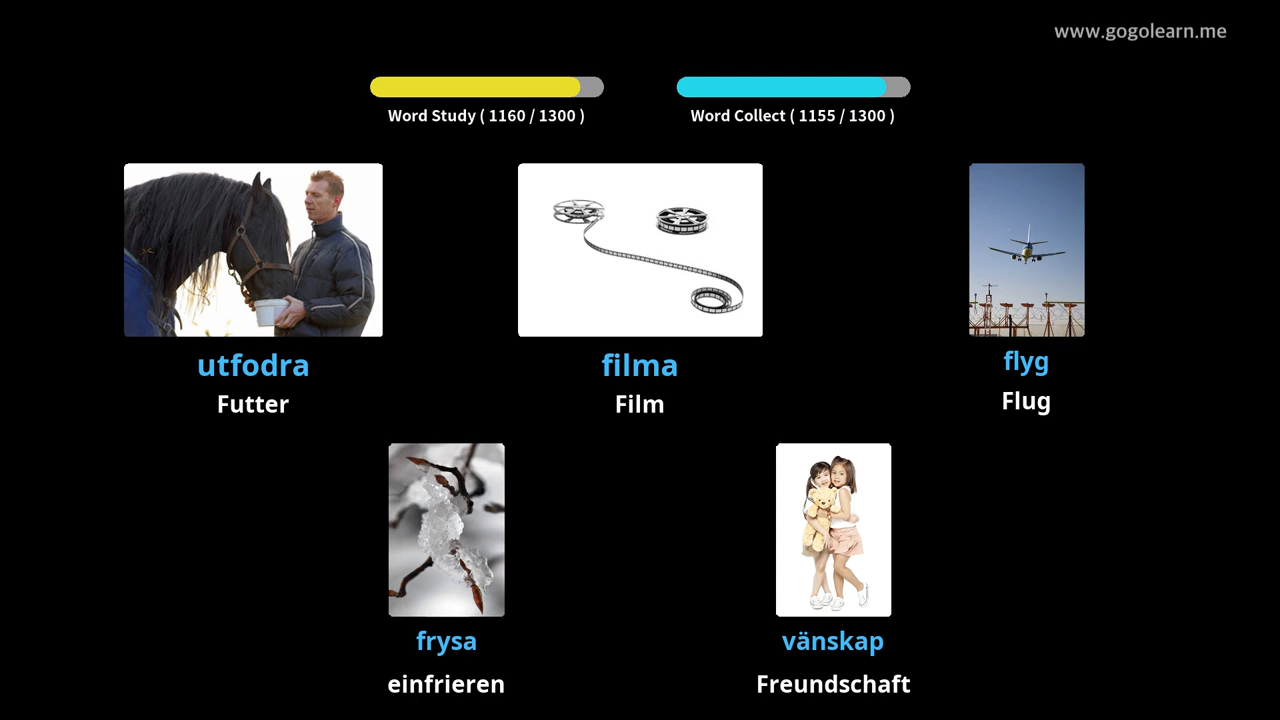 www.gogolearn.me
Word Study ( 1160 / 1300 )
Word Collect ( 1155 / 1300 )
utfodra
Futter
filma
Film
flyg
Flug
frysa
einfrieren
vänskap
Freundschaft